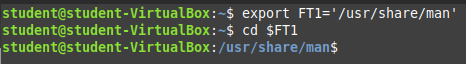 student@student-VirtualBox:~$ export FT1='/usr/share/man'
student@student-VirtualBox:~$ cd $FT1
student@student-VirtualBox:/usr/share/man$